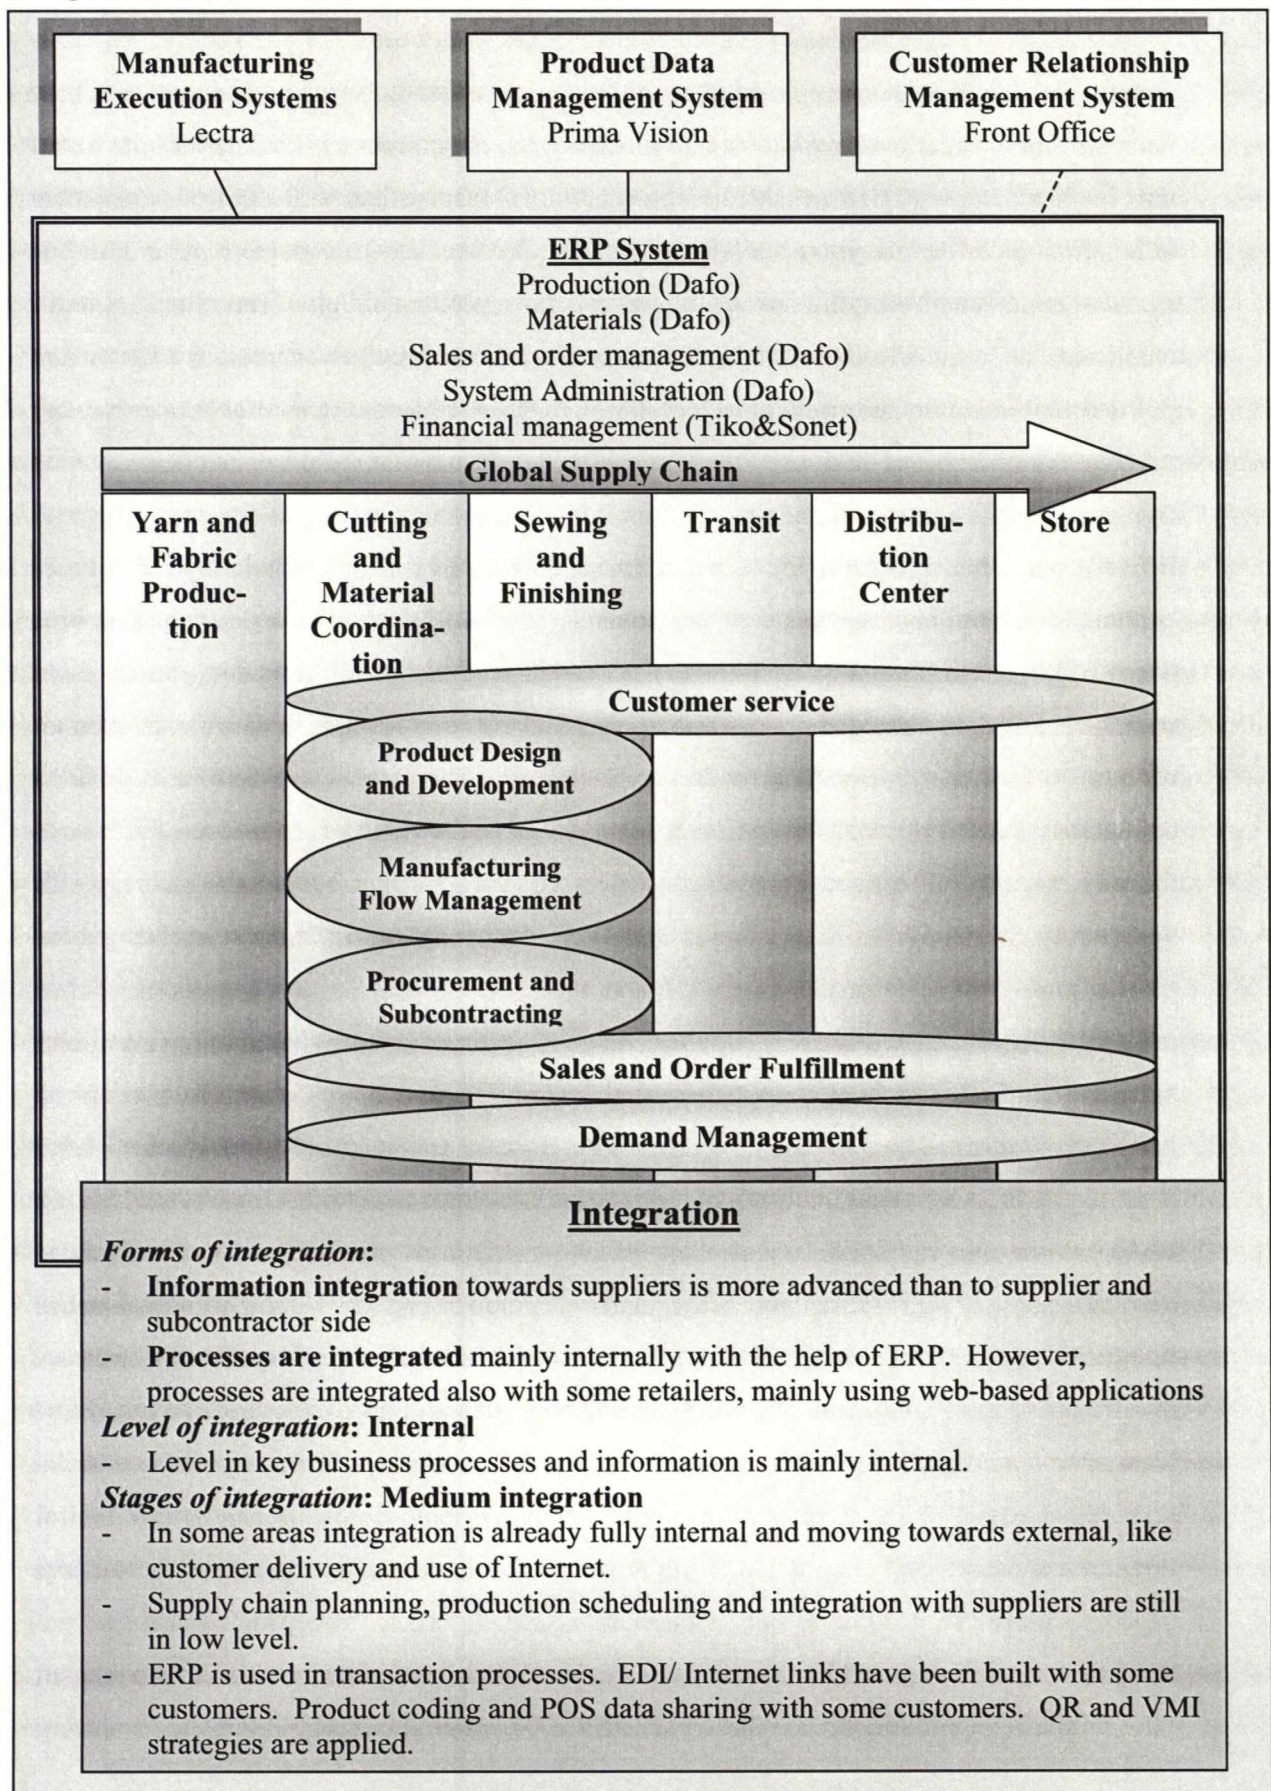 Manufacturing
Execution Systems
Lectra
Product Data
Management System
Prima Vision
Customer Relationship
Management System
Front Office
ERP System
Production (Dafo)
Materials (Dafo)
Sales and order management (Dafo)
System Administration (Dafo)
Financial management (Tiko&Sonet)
Global Supply Chain
Yarn and
Fabric
Produc-
tion
Cutting
and
Material
Coordina-
tion
Sewing
and
Finishing
Transit
Distribu-
tion
Center
Store
Customer service
Product Design
and Development
Manufacturing
Flow Management
Procurement and
Subcontracting
Sales and Order Fulfillment
Demand Management
Integration
Forms of integration:
- Information integration towards suppliers is more advanced than to supplier and
subcontractor side
- Processes are integrated mainly internally with the help of ERP. However,
processes are integrated also with some retailers, mainly using web-based applications
Level of integration: Internal
- Level in key business processes and information is mainly internal.
Stages of integration: Medium integration
- In some areas integration is already fully internal and moving towards external, like
customer delivery and use of Internet.
- Supply chain planning, production scheduling and integration with suppliers are still
in low level.
- ERP is used in transaction processes. EDI/ Internet links have been built with some
customers. Product coding and POS data sharing with some customers. QR and VMI
strategies are applied.